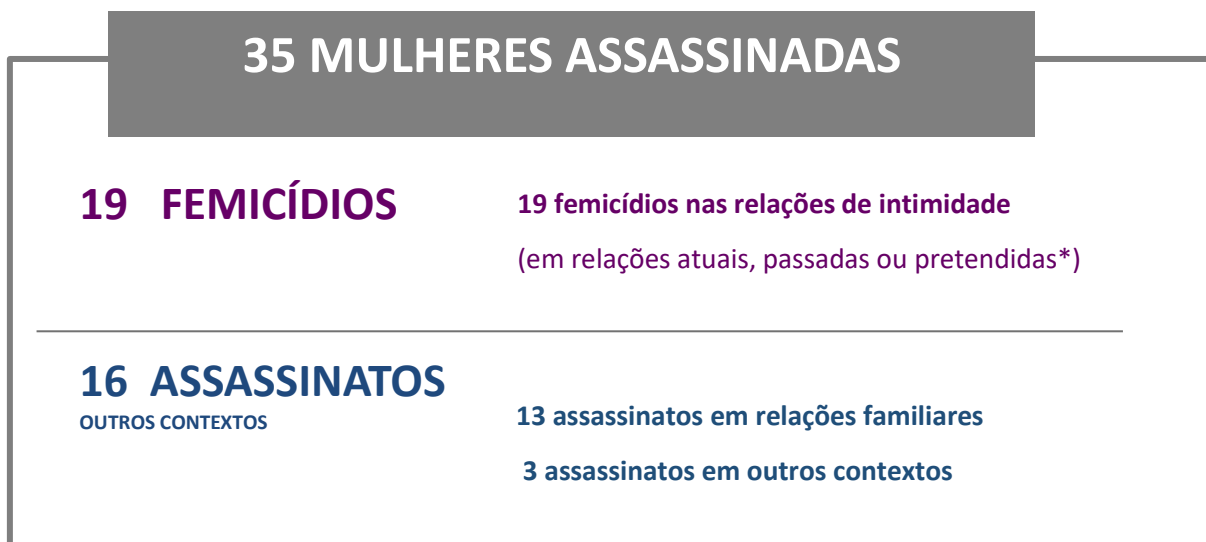 35 MULHERES ASSASSINADAS
19 FEMICÍDIOS
19 femicídios nas relações de intimidade
(em relações atuais, passadas ou pretendidas*)
16 ASSASSINATOS
OUTROS CONTEXTOS
13 assassinatos em relações familiares
3 assassinatos em outros contextos